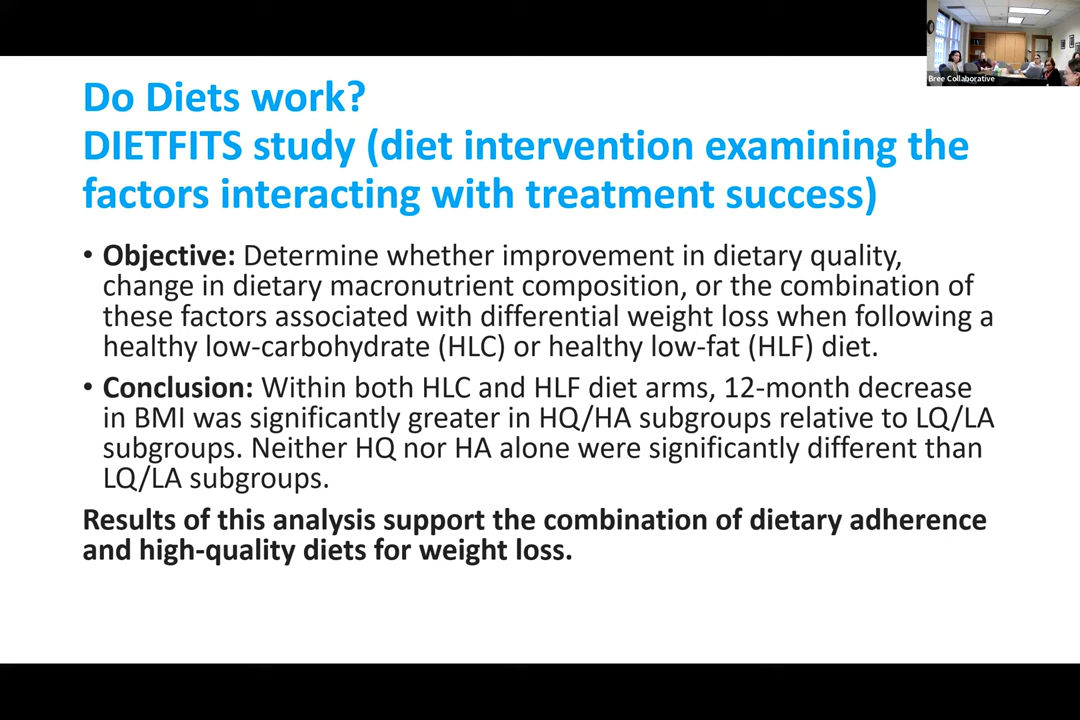 Bree Collaborative
Do Diets work?
DIETFITS study (diet intervention examining the
factors interacting with treatment success)
• Objective: Determine whether improvement in dietary quality,
change in dietary macronutrient composition, or the combination of
these factors associated with differential weight loss when following a
healthy low-carbohydrate (HLC) or healthy low-fat (HLF) diet.
• Conclusion: Within both HLC and HLF diet arms, 12-month decrease
in BMI was significantly greater in HQ/HA subgroups relative to LQ/LA
subgroups. Neither HQ nor HA alone were significantly different than
LQ/LA subgroups.
Results of this analysis support the combination of dietary adherence
and high-quality diets for weight loss.